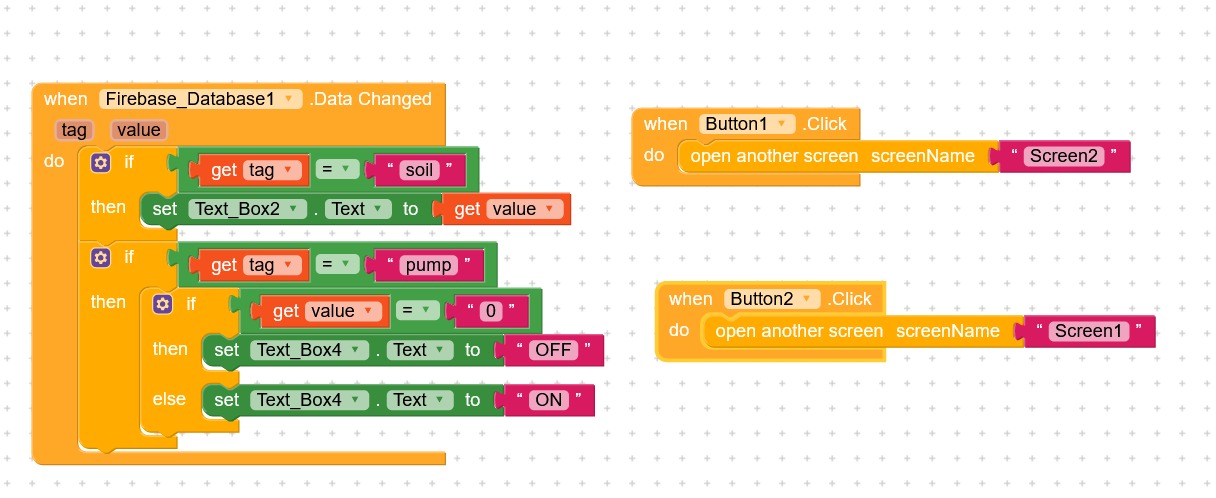 when Firebase_Database1 .Data Changed
tag value
do if get tag = “ soil ”
then set Text_Box2 . Text to get value
if get tag = “ pump ”
then if get value = “ 0 ”
then set Text_Box4 . Text to “ OFF ”
else set Text_Box4 . Text to “ ON ”
when Button1 .Click
do open another screen screenName “ Screen2 ”
when Button2 .Click
do open another screen screenName “ Screen1 ”